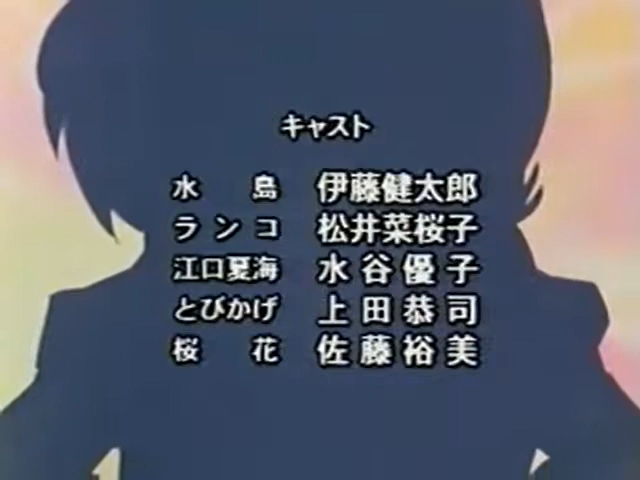 キャスト
水島 伊藤健太郎
ランコ 松井菜桜子
江口夏海 水谷優子
とびかげ 上田恭司
桜花 佐藤裕美